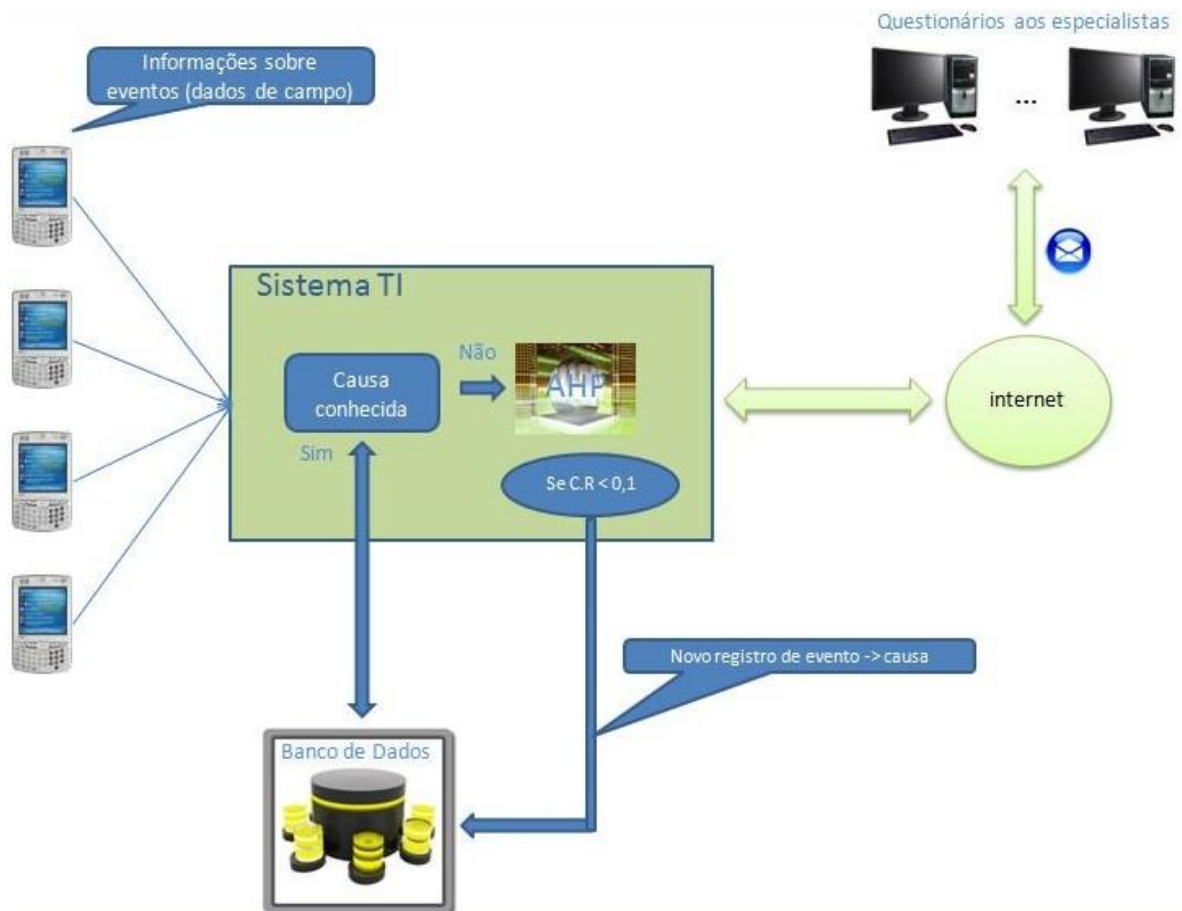 Questionários aos especialistas
Informações sobre
eventos (dados de campo)
...
Sistema TI
Não
Causa
conhecida
AHP
Sim
Se C.R < 0,1
internet
Novo registro de evento -> causa
Banco de Dados